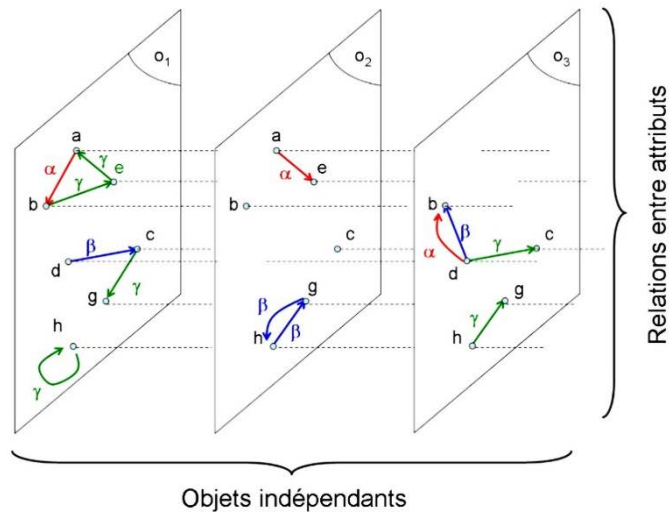 o1
o2
o3
a
α
γ
e
b
γ
a
α
e
b
b
β
α
d
γ
c
β
c
d
γ
g
c
g
β
β
h
g
γ
h
h
γ
Relations entre attributs
Objets indépendants